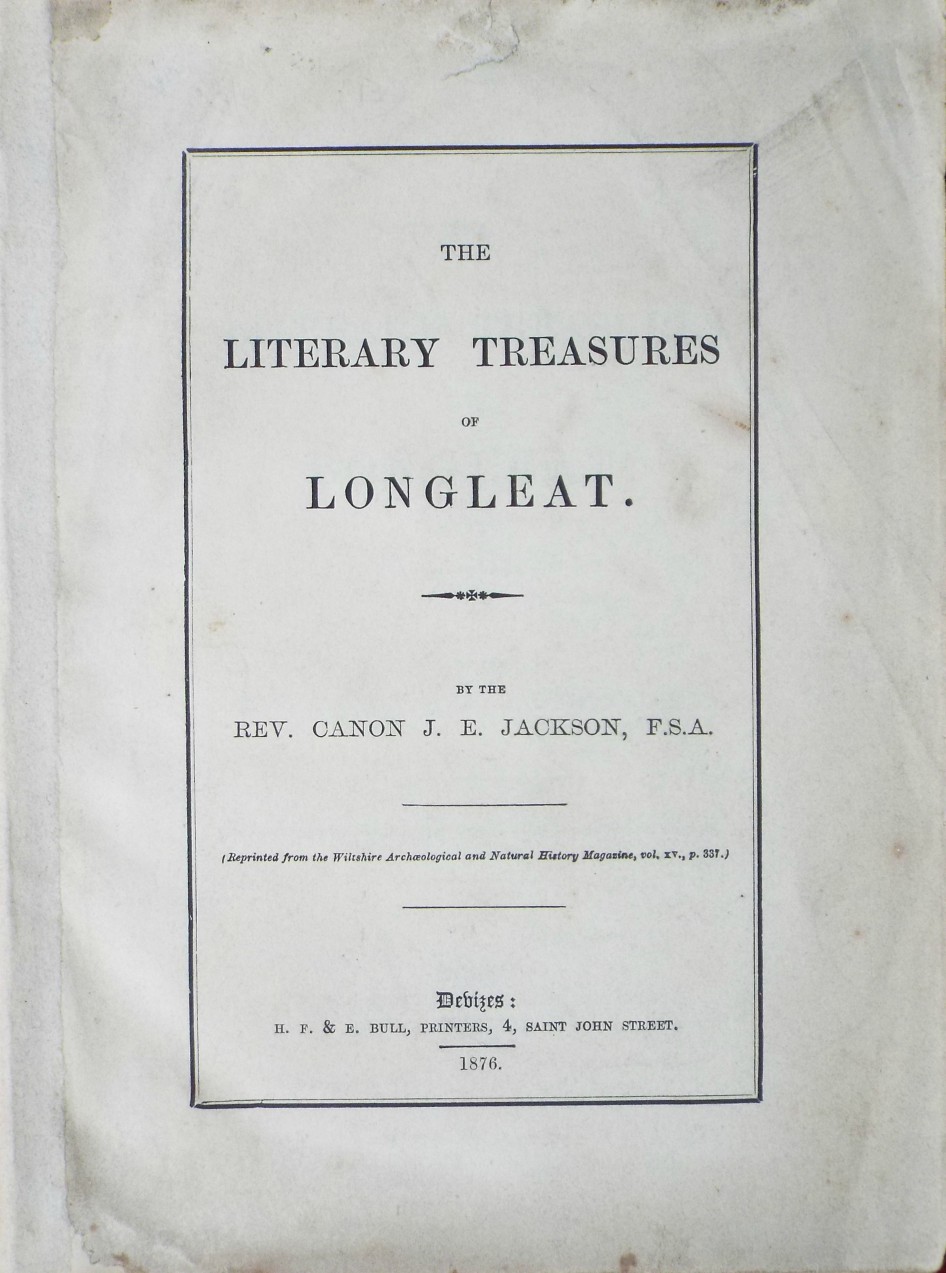 THE
LITERARY TREASURES
OF
LONGLEAT.
BY THE
REV. CANON J. E. JACKSON, F.S.A.
(Reprinted from the Wiltshire Archæological and Natural History Magazine, vol. xv., p. 337.)
Devizes:
H. F. & E. BULL, PRINTERS, 4, SAINT JOHN STREET.
1876.